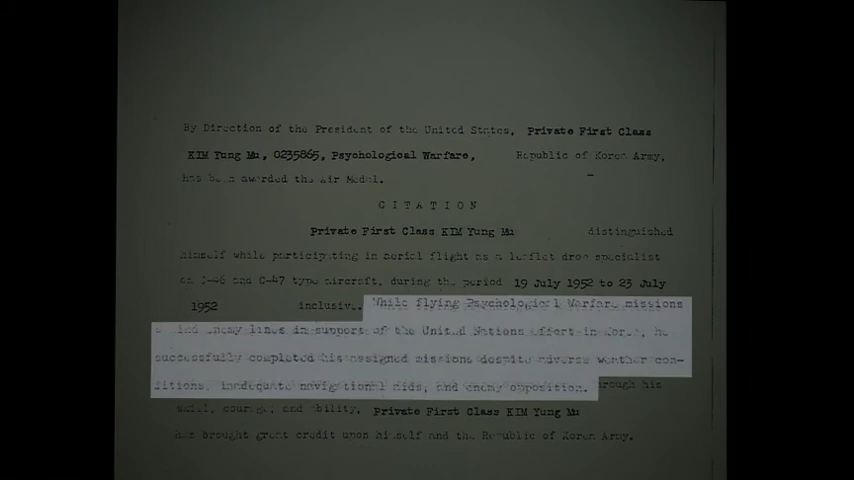 By Direction of the President of the United States, Private First Class
KIM Yung Mu, 0235865, Psychological Warfare, Republic of Korea Army,
has been awarded the Air Medal.
CITATION
Private First Class KIM Yung Mu distinguished
himself while participating in aerial flight as a leaflet drop specialist
on C-46 and C-47 type aircraft, during the period 19 July 1952 to 23 July
1952 inclusive. While flying Psychological Warfare missions
behind enemy lines in support of the United Nations effort in Korea, he
successfully completed his assigned missions despite adverse weather con-
ditions, inadequate navigational aids, and enemy opposition. Through his
skill, courage, and ability, Private First Class KIM Yung Mu
has brought great credit upon himself and the Republic of Korea Army.